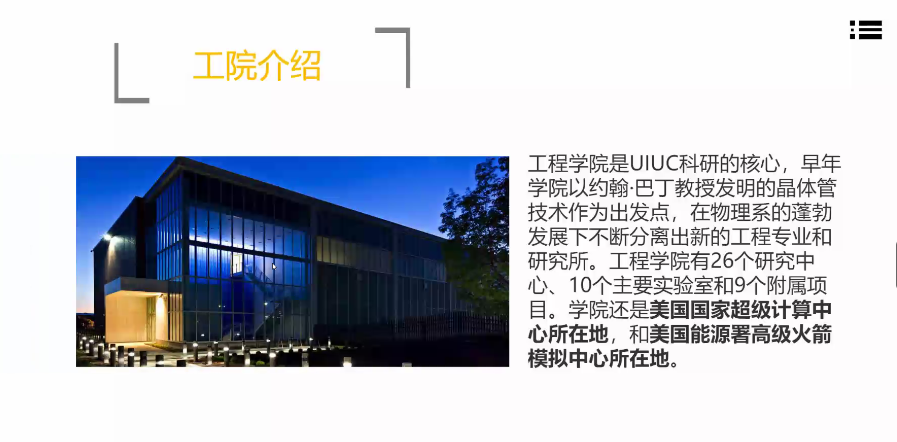 工院介绍
工程学院是UIUC科研的核心，早年
学院以约翰·巴丁教授发明的晶体管
技术作为出发点，在物理系的蓬勃
发展下不断分离出新的工程专业和
研究所。工程学院有26个研究中
心、10个主要实验室和9个附属项
目。学院还是美国国家超级计算中
心所在地，和美国能源署高级火箭
模拟中心所在地。